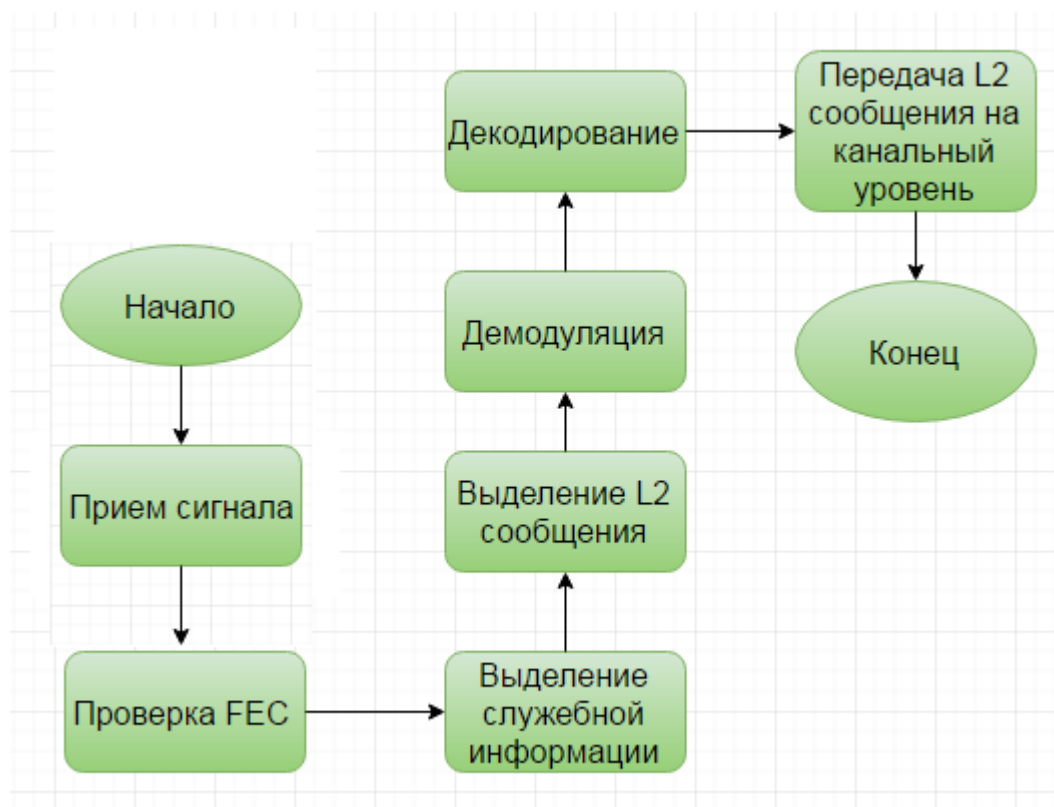 Начало
Прием сигнала
Проверка FEC
Выделение
служебной
информации
Выделение L2
сообщения
Демодуляция
Декодирование
Передача L2
сообщения на
канальный
уровень
Конец